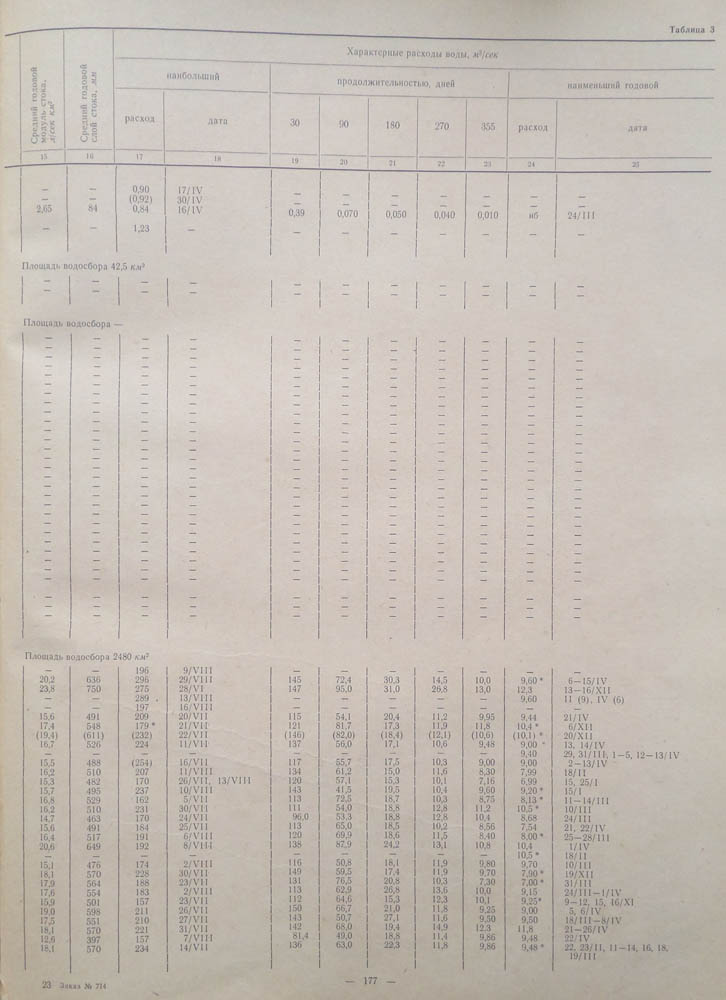 Таблица 3
Средний годовой модуль стока, л/сек км²
Средний годовой слой стока, мм
Характерные расходы воды, м³/сек
наибольший
продолжительностью, дней
наименьший годовой
расход дата 30 90 180 270 355 расход дата
15 16 17 18 19 20 21 22 23 24 25
— — 0,90 17/IV — — — — — — —
— — (0,92) 30/IV — — — — — — —
2,65 84 0,84 16/IV 0,39 0,070 0,050 0,040 0,010 нб 24/III
— — 1,23 — — — — — — — —
Площадь водосбора 42,5 км²
— — — — — — — — — — —
— — — — — — — — — — —
Площадь водосбора —
Площадь водосбора 2480 км²
— — 196 9/VIII — — — — — — —
20,2 636 296 29/VIII 145 72,4 30,3 14,5 10,0 9,60 * 6—15/IV
23,8 750 275 28/VI 147 95,0 31,0 26,8 13,0 12,3 13—16/XII
— — 289 13/VIII — — — — — 9,60 11 (9), IV (6)
— — 197 16/VIII — — — — — — —
15,6 491 209 20/VII 115 54,1 20,4 11,2 9,95 9,44 21/IV
17,4 548 179 * 21/VII 121 81,7 17,3 11,9 11,8 10,4 * 6/XII
(19,4) (611) (232) 22/VII (146) (82,0) (18,4) (12,1) (10,6) (10,1) * 20/XII
16,7 526 224 11/VII 137 56,0 17,1 10,6 9,48 9,00 * 13, 14/IV
— — — — — — — — — 9,40 29, 31/III, 1—5, 12—13/IV
15,5 488 (254) 16/VII 117 55,7 17,5 10,3 9,00 9,00 2—13/IV
16,2 510 207 11/VIII 134 61,2 15,0 11,6 8,30 7,99 18/II
15,3 482 170 26/VII, 13/VIII 120 57,1 15,3 10,1 7,16 6,99 15, 25/I
15,7 495 237 10/VIII 143 41,5 19,5 10,4 9,60 9,20 * 15/I
16,8 529 162 5/VII 113 72,5 18,7 10,3 8,75 8,13 * 11—14/III
16,2 510 231 30/VII 111 54,0 18,8 12,8 11,2 10,5 * 10/III
14,7 463 170 24/VII 96,0 53,3 18,8 12,8 10,4 8,68 24/III
15,6 491 184 25/VII 113 65,0 18,5 10,2 8,56 7,54 21, 22/IV
16,4 517 191 6/VIII 120 69,9 18,6 11,5 8,40 8,00 * 25—28/III
20,6 649 192 8/VIII 138 87,9 24,2 13,1 10,8 10,4 1/IV
— — — — — — — — — 10,5 * 18/II
15,1 476 174 2/VIII 116 50,8 18,1 11,9 9,80 9,70 10/III
18,1 570 228 30/VII 149 59,5 17,4 11,9 9,70 7,90 * 19/XII
17,9 564 188 23/VII 131 76,5 20,8 10,3 7,30 7,00 * 31/III
17,6 554 183 2/VIII 113 62,9 26,8 13,6 10,0 9,15 24/III—1/IV
15,9 501 157 23/VII 112 64,6 15,3 12,3 10,1 9,25* 9—12, 15, 16/XI
19,0 598 211 26/VII 150 66,7 21,0 11,8 9,25 9,00 5, 6/IV
17,5 551 210 27/VII 143 50,7 27,1 11,6 9,50 9,50 18/III—8/IV
18,1 570 221 31/VII 142 68,0 19,4 14,9 12,3 11,8 21—26/IV
12,6 397 157 7/VIII 81,4 49,0 18,8 11,4 9,86 9,48 22/IV
18,1 570 234 14/VII 136 63,0 22,3 11,8 9,86 9,48 * 22, 23/II, 11—14, 16, 18,
19/III
23 Заказ № 714
— 177 —